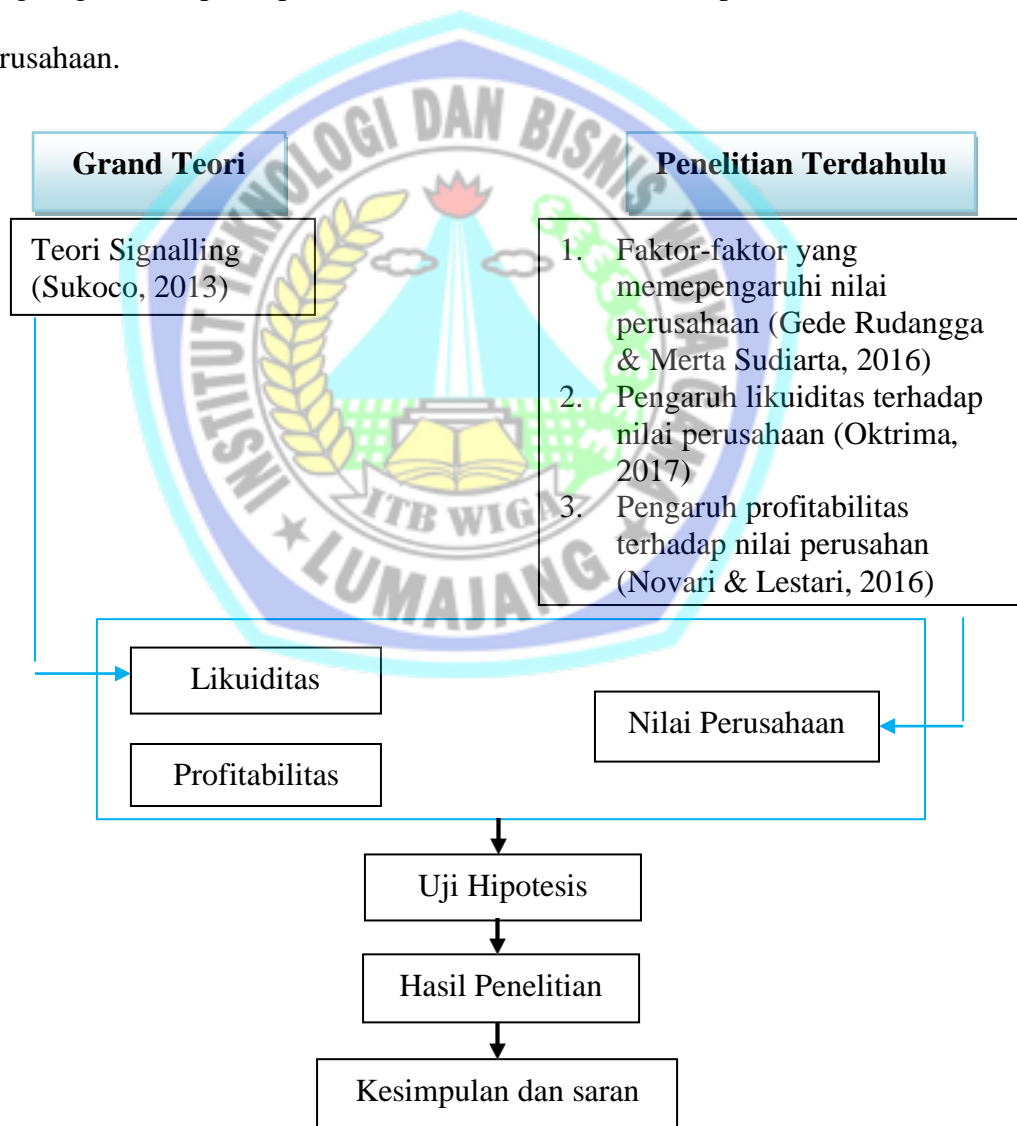 rusahaan.
Grand Teori
Teori Signalling
(Sukoco, 2013)
Penelitian Terdahulu
1. Faktor-faktor yang
memepengaruhi nilai
perusahaan (Gede Rudangga
& Merta Sudiarta, 2016)
2. Pengaruh likuiditas terhadap
nilai perusahaan (Oktrima,
2017)
3. Pengaruh profitabilitas
terhadap nilai perusahan
(Novari & Lestari, 2016)
INSTITUT TEKNOLOGI DAN BISNIS WIDYA GAMA
ITB WIGA
LUMAJANG
Likuiditas
Profitabilitas
Nilai Perusahaan
Uji Hipotesis
Hasil Penelitian
Kesimpulan dan saran